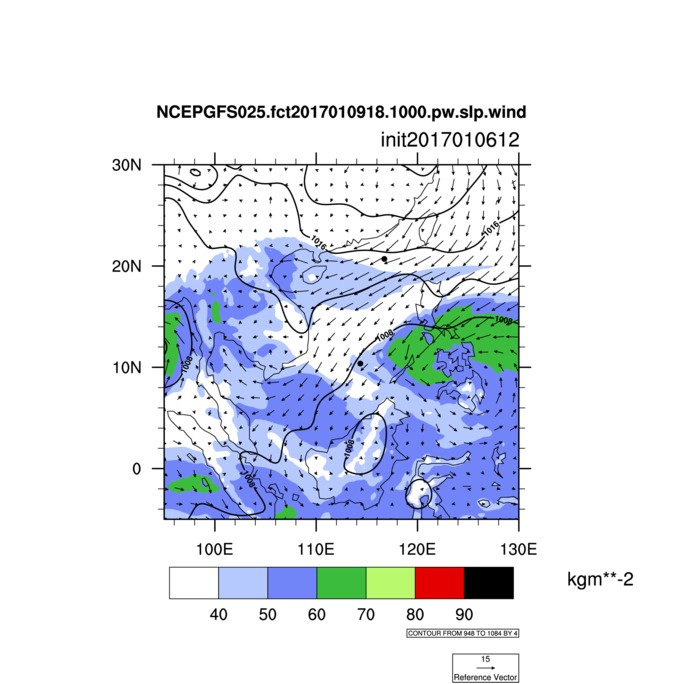 NCEPGFS025.fct2017010918.1000.pw.slp.wind
init2017010612
30N
1016
1016
20N
1008
1008
1008
10N
1008
0
1008
100E 110E 120E 130E
kgm**-2
40 50 60 70 80 90
CONTOUR FROM 948 TO 1084 BY 4
15
Reference Vector